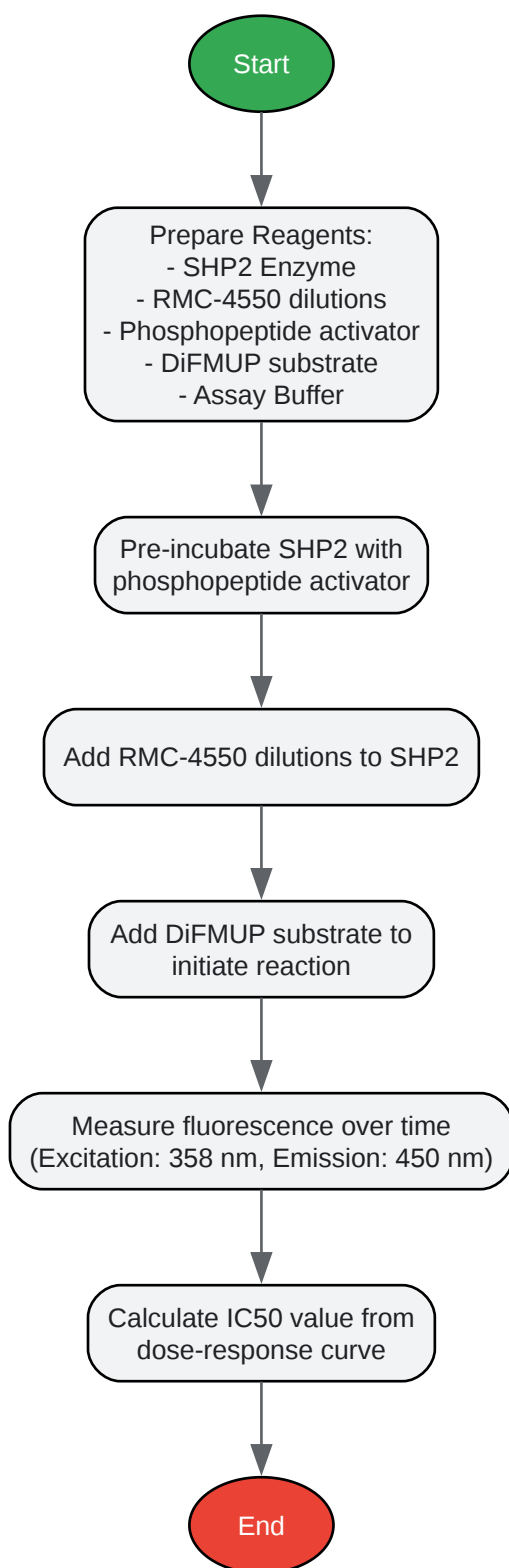 Start
Prepare Reagents:
- SHP2 Enzyme
- RMC-4550 dilutions
- Phosphopeptide activator
- DiFMUP substrate
- Assay Buffer
Pre-incubate SHP2 with
phosphopeptide activator
Add RMC-4550 dilutions to SHP2
Add DiFMUP substrate to
initiate reaction
Measure fluorescence over time
(Excitation: 358 nm, Emission: 450 nm)
Calculate IC50 value from
dose-response curve
End